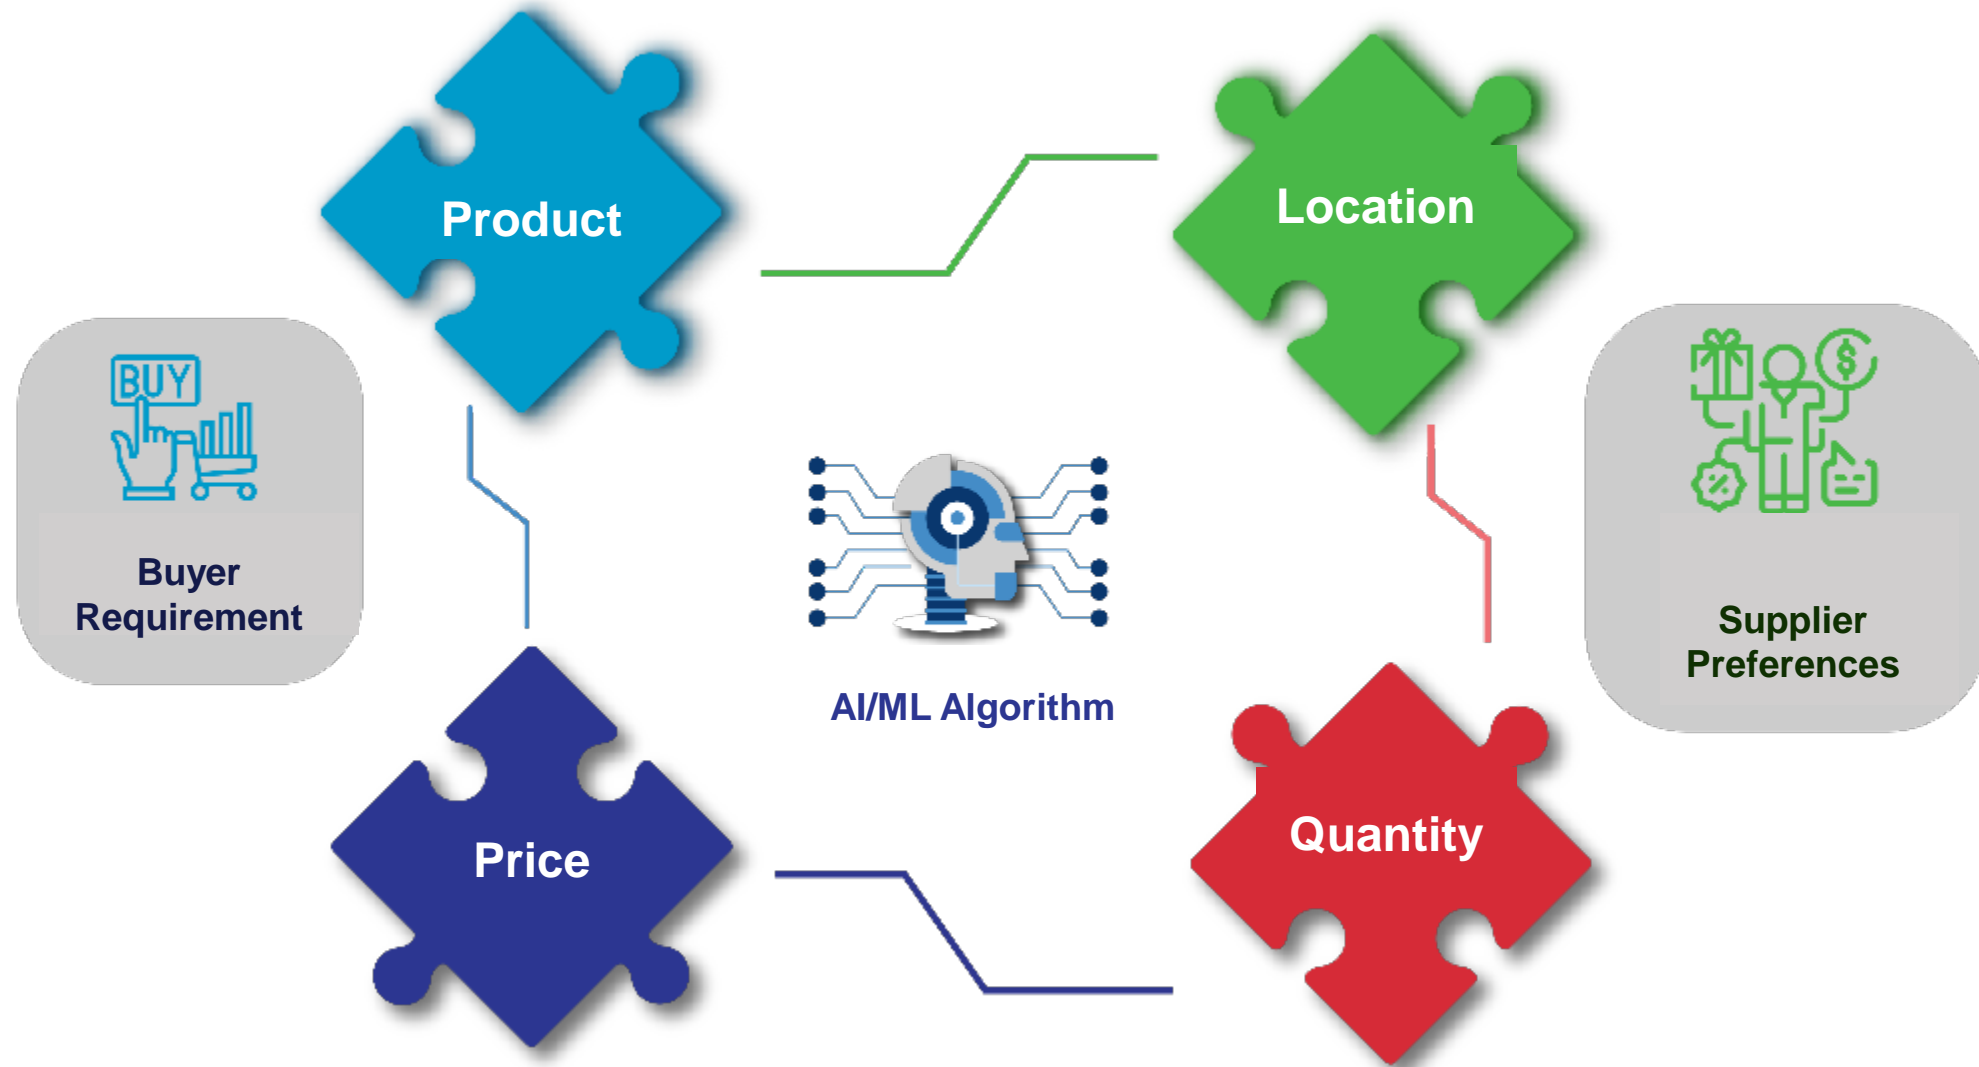 Product
Location
BUY
$
Buyer
Requirement
%
Supplier
Preferences
AI/ML Algorithm
Price
Quantity